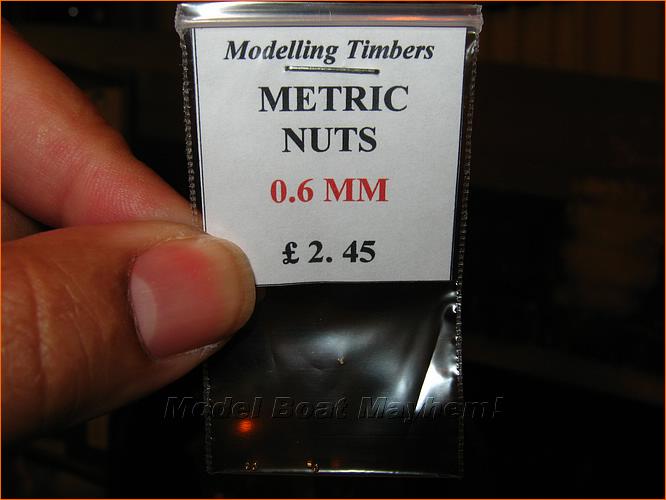 Modelling Timbers
METRIC
NUTS
0.6 MM
£ 2. 45
Model Boat Mayhem!